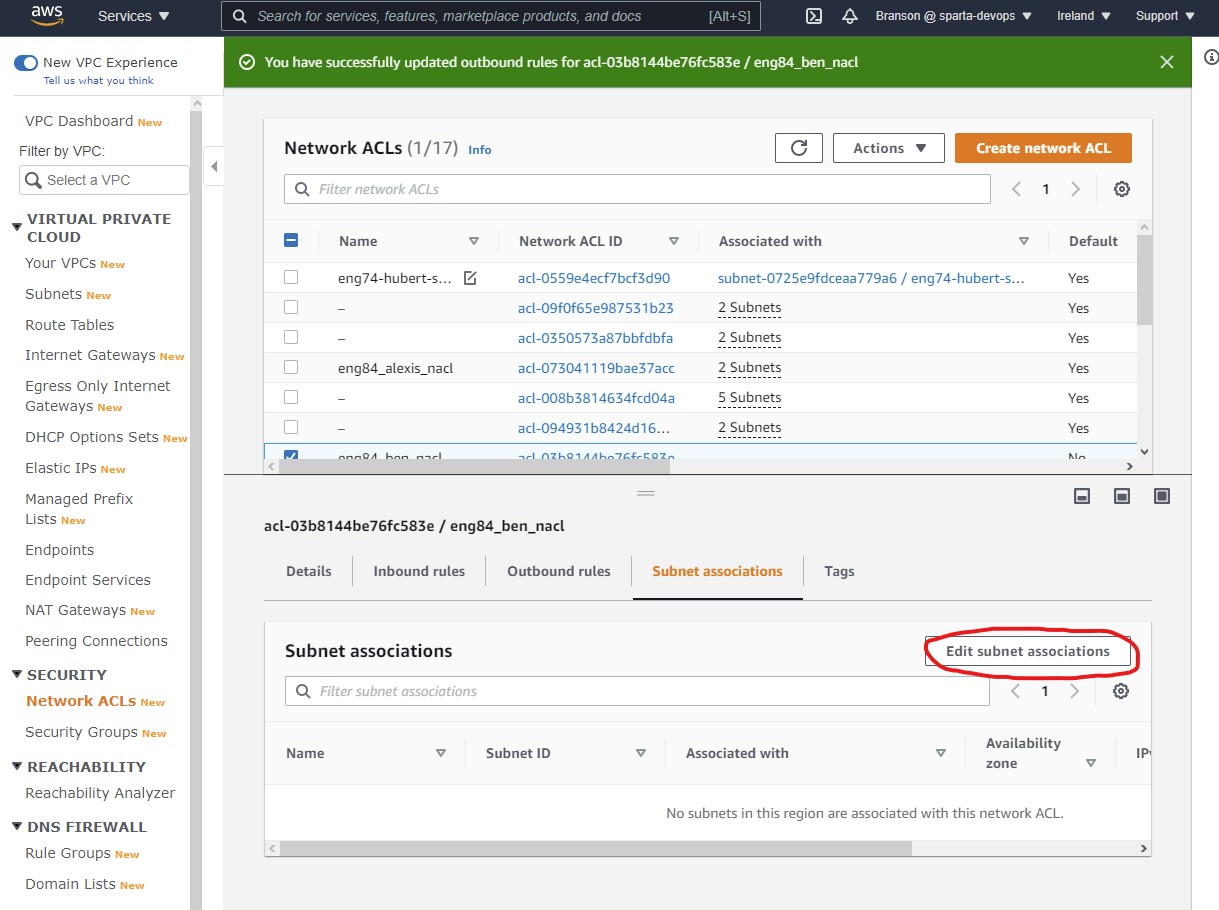 aws
Services
Search for services, features, marketplace products, and docs
[Alt+S]
Branson @ sparta-devops
Ireland
Support
New VPC Experience
Tell us what you think
VPC Dashboard New
Filter by VPC:
Select a VPC
VIRTUAL PRIVATE
CLOUD
Your VPCs New
Subnets New
Route Tables
Internet Gateways New
Egress Only Internet
Gateways New
DHCP Options Sets New
Elastic IPs New
Managed Prefix
Lists New
Endpoints
Endpoint Services
NAT Gateways New
Peering Connections
SECURITY
Network ACLs New
Security Groups New
REACHABILITY
Reachability Analyzer
DNS FIREWALL
Rule Groups New
Domain Lists New
You have successfully updated outbound rules for acl-03b8144be76fc583e / eng84_ben_nacl
Network ACLs (1/17) Info
Actions
Create network ACL
Filter network ACLs
1
Name Network ACL ID Associated with Default
eng74-hubert-s... acl-0559e4ecf7bcf3d90 subnet-0725e9fdceaa779a6 / eng74-hubert-s... Yes
– acl-09f0f65e987531b23 2 Subnets Yes
– acl-0350573a87bbfdbfa 2 Subnets Yes
eng84_alexis_nacl acl-073041119bae37acc 2 Subnets Yes
– acl-008b3814634fcd04a 5 Subnets Yes
– acl-094931b8424d16... 2 Subnets Yes
eng84_ben_nacl acl-03b8144be76fc583e No
acl-03b8144be76fc583e / eng84_ben_nacl
Details
Inbound rules
Outbound rules
Subnet associations
Tags
Subnet associations
Edit subnet associations
Filter subnet associations
1
Name Subnet ID Associated with Availability
zone IPv
No subnets in this region are associated with this network ACL.